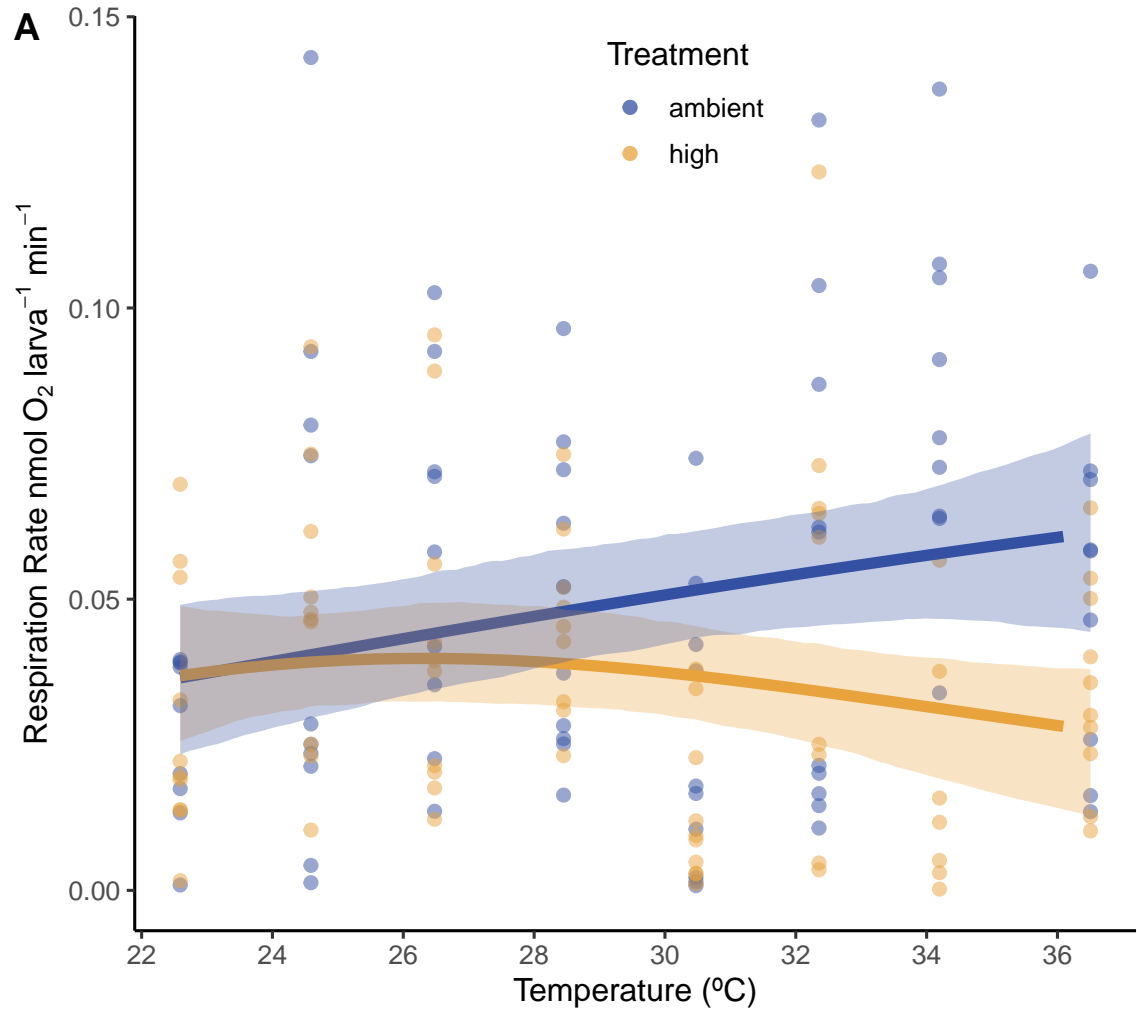 A
Treatment
ambient
high
Respiration Rate nmol O₂ larva⁻¹ min⁻¹
0.15
0.10
0.05
0.00
22 24 26 28 30 32 34 36
Temperature (ºC)